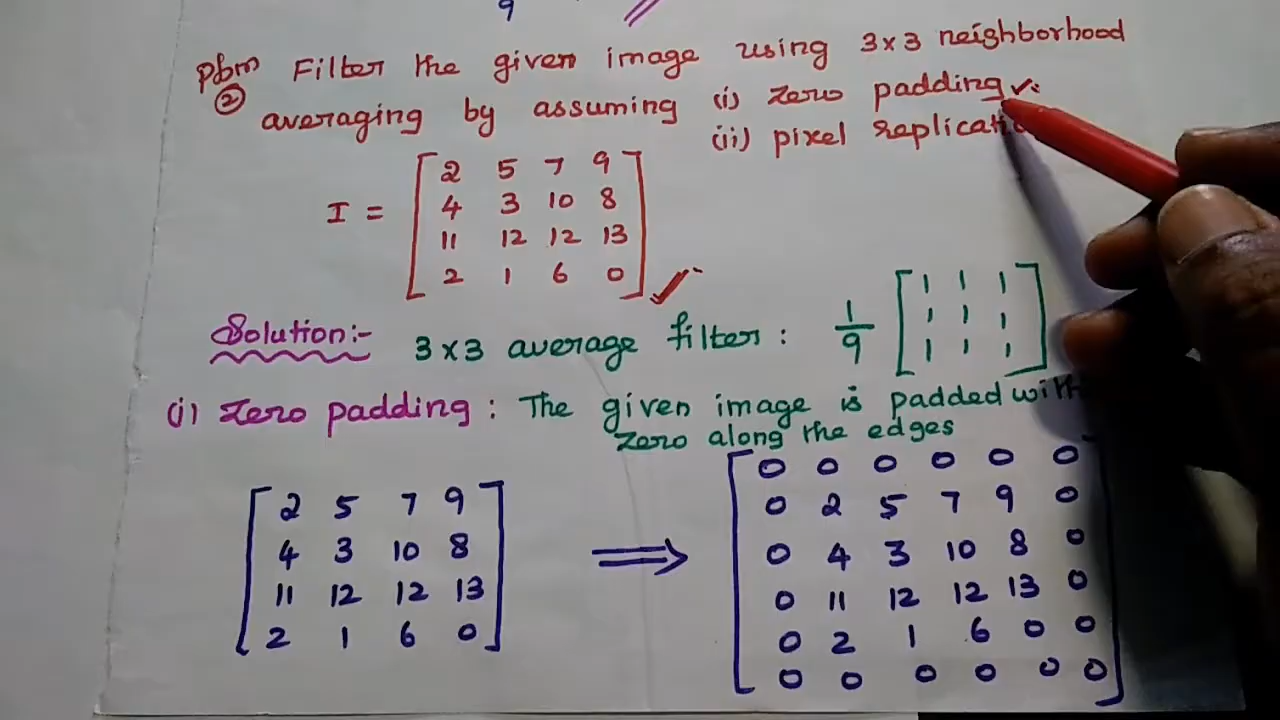 9
pbm Filter the given image using 3x3 neighborhood
② averaging by assuming (i) zero padding ✓
(ii) pixel
I = [ 2 5 7 9
4 3 10 8
11 12 12 13
2 1 6 0 ]
Solution:- 3x3 average filter : 1/9 [ 1 1 1
1 1 1
1 1 1 ]
(i) zero padding : The given image is padded with
zero along the edges
[ 2 5 7 9
4 3 10 8
11 12 12 13
2 1 6 0 ]
⟹
[ 0 0 0 0 0 0
0 2 5 7 9 0
0 4 3 10 8 0
0 11 12 12 13 0
0 2 1 6 0 0
0 0 0 0 0 0 ]